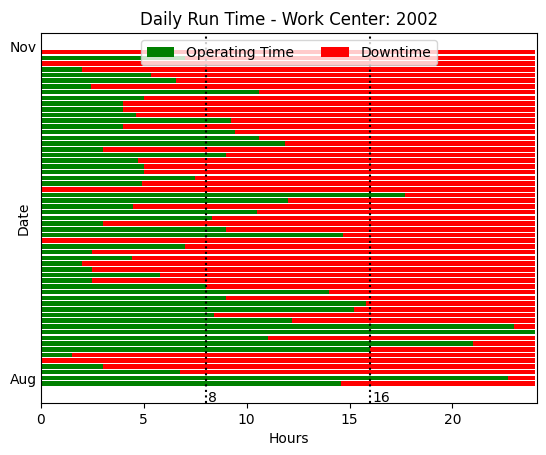 Daily Run Time - Work Center: 2002
Nov
Operating Time Downtime
Date
Aug
8 16
0 5 10 15 20
Hours